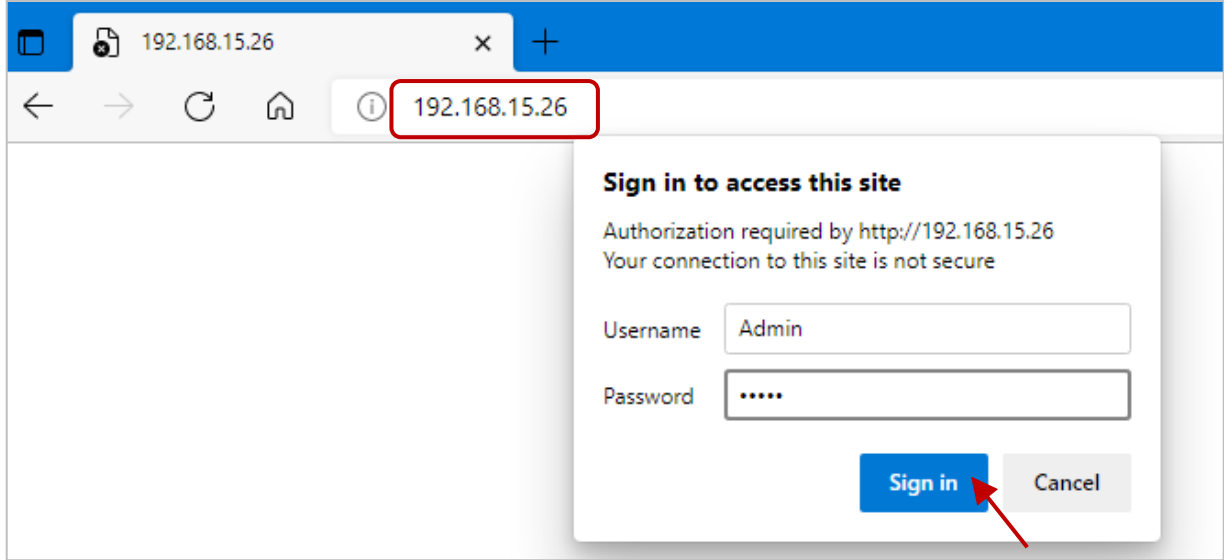 192.168.15.26
192.168.15.26
Sign in to access this site
Authorization required by http://192.168.15.26
Your connection to this site is not secure
Username Admin
Password •••••
Sign in Cancel